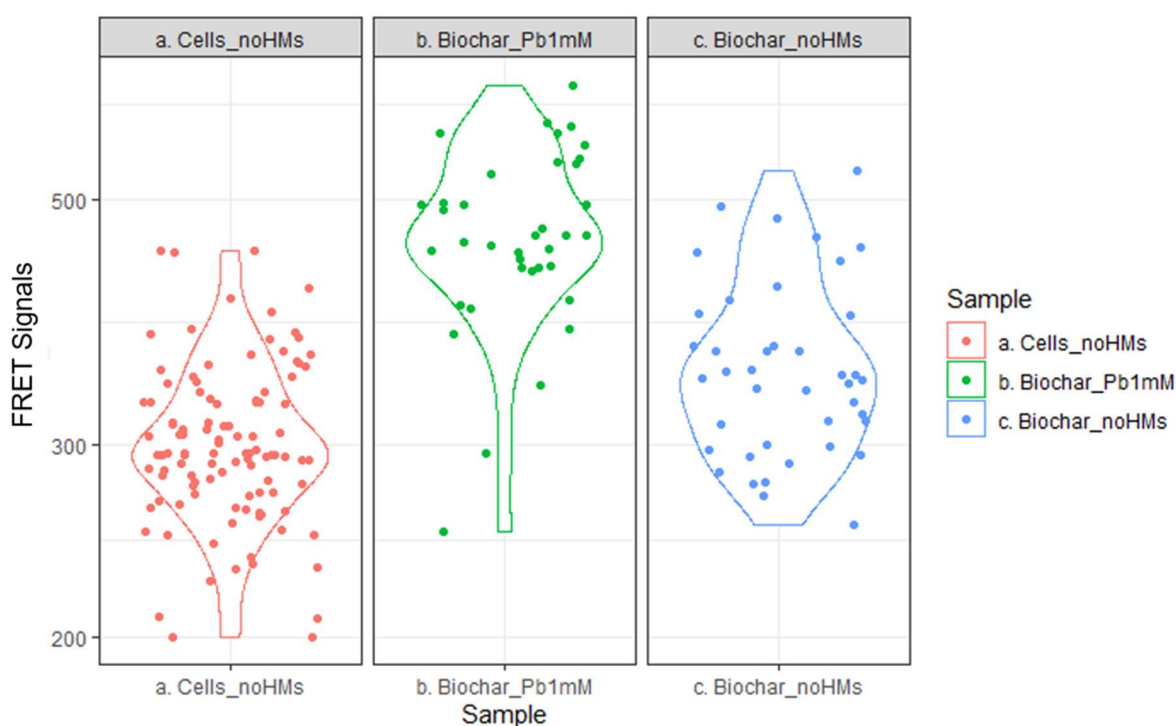 a. Cells_noHMs
b. Biochar_Pb1mM
c. Biochar_noHMs
FRET Signals
500
300
200
a. Cells_noHMs
b. Biochar_Pb1mM
c. Biochar_noHMs
Sample
Sample
a. Cells_noHMs
b. Biochar_Pb1mM
c. Biochar_noHMs